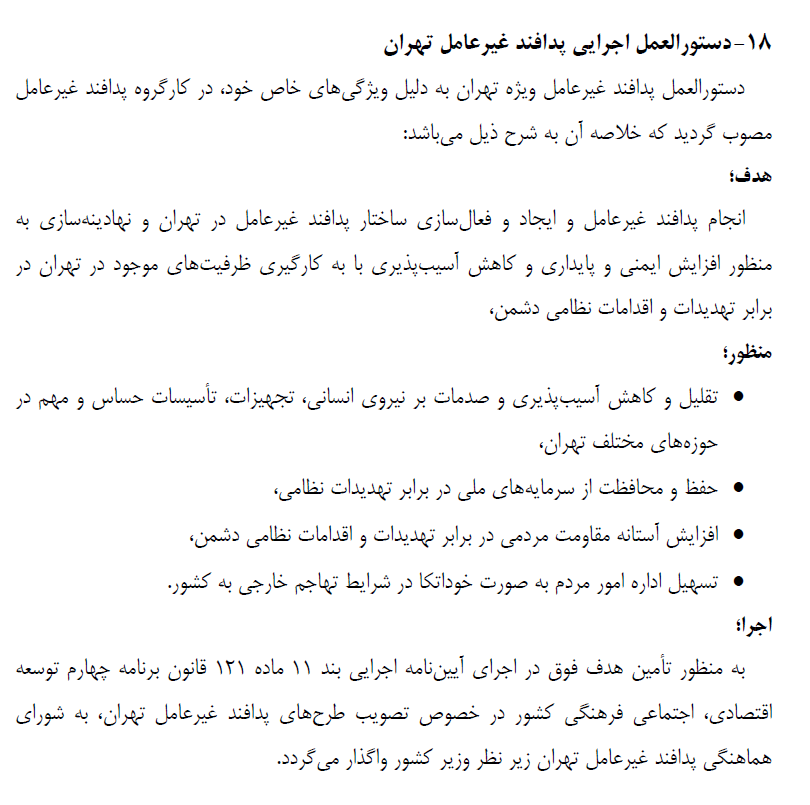 ۱۸-دستورالعمل اجرایی پدافند غیرعامل تهران
دستورالعمل پدافند غیرعامل ویژه تهران به دلیل ویژگی‌های خاص خود، در کارگروه پدافند غیرعامل
مصوب گردید که خلاصه آن به شرح ذیل می‌باشد:
هدف؛
انجام پدافند غیرعامل و ایجاد و فعال‌سازی ساختار پدافند غیرعامل در تهران و نهادینه‌سازی به
منظور افزایش ایمنی و پایداری و کاهش آسیب‌پذیری با به کارگیری ظرفیت‌های موجود در تهران در
برابر تهدیدات و اقدامات نظامی دشمن،
منظور؛
● تقلیل و کاهش آسیب‌پذیری و صدمات بر نیروی انسانی، تجهیزات، تأسیسات حساس و مهم در
حوزه‌های مختلف تهران،
● حفظ و محافظت از سرمایه‌های ملی در برابر تهدیدات نظامی،
● افزایش آستانه مقاومت مردمی در برابر تهدیدات و اقدامات نظامی دشمن،
● تسهیل اداره امور مردم به صورت خوداتکا در شرایط تهاجم خارجی به کشور.
اجرا؛
به منظور تأمین هدف فوق در اجرای آیین‌نامه اجرایی بند ۱۱ ماده ۱۲۱ قانون برنامه چهارم توسعه
اقتصادی، اجتماعی فرهنگی کشور در خصوص تصویب طرح‌های پدافند غیرعامل تهران، به شورای
هماهنگی پدافند غیرعامل تهران زیر نظر وزیر کشور واگذار می‌گردد.